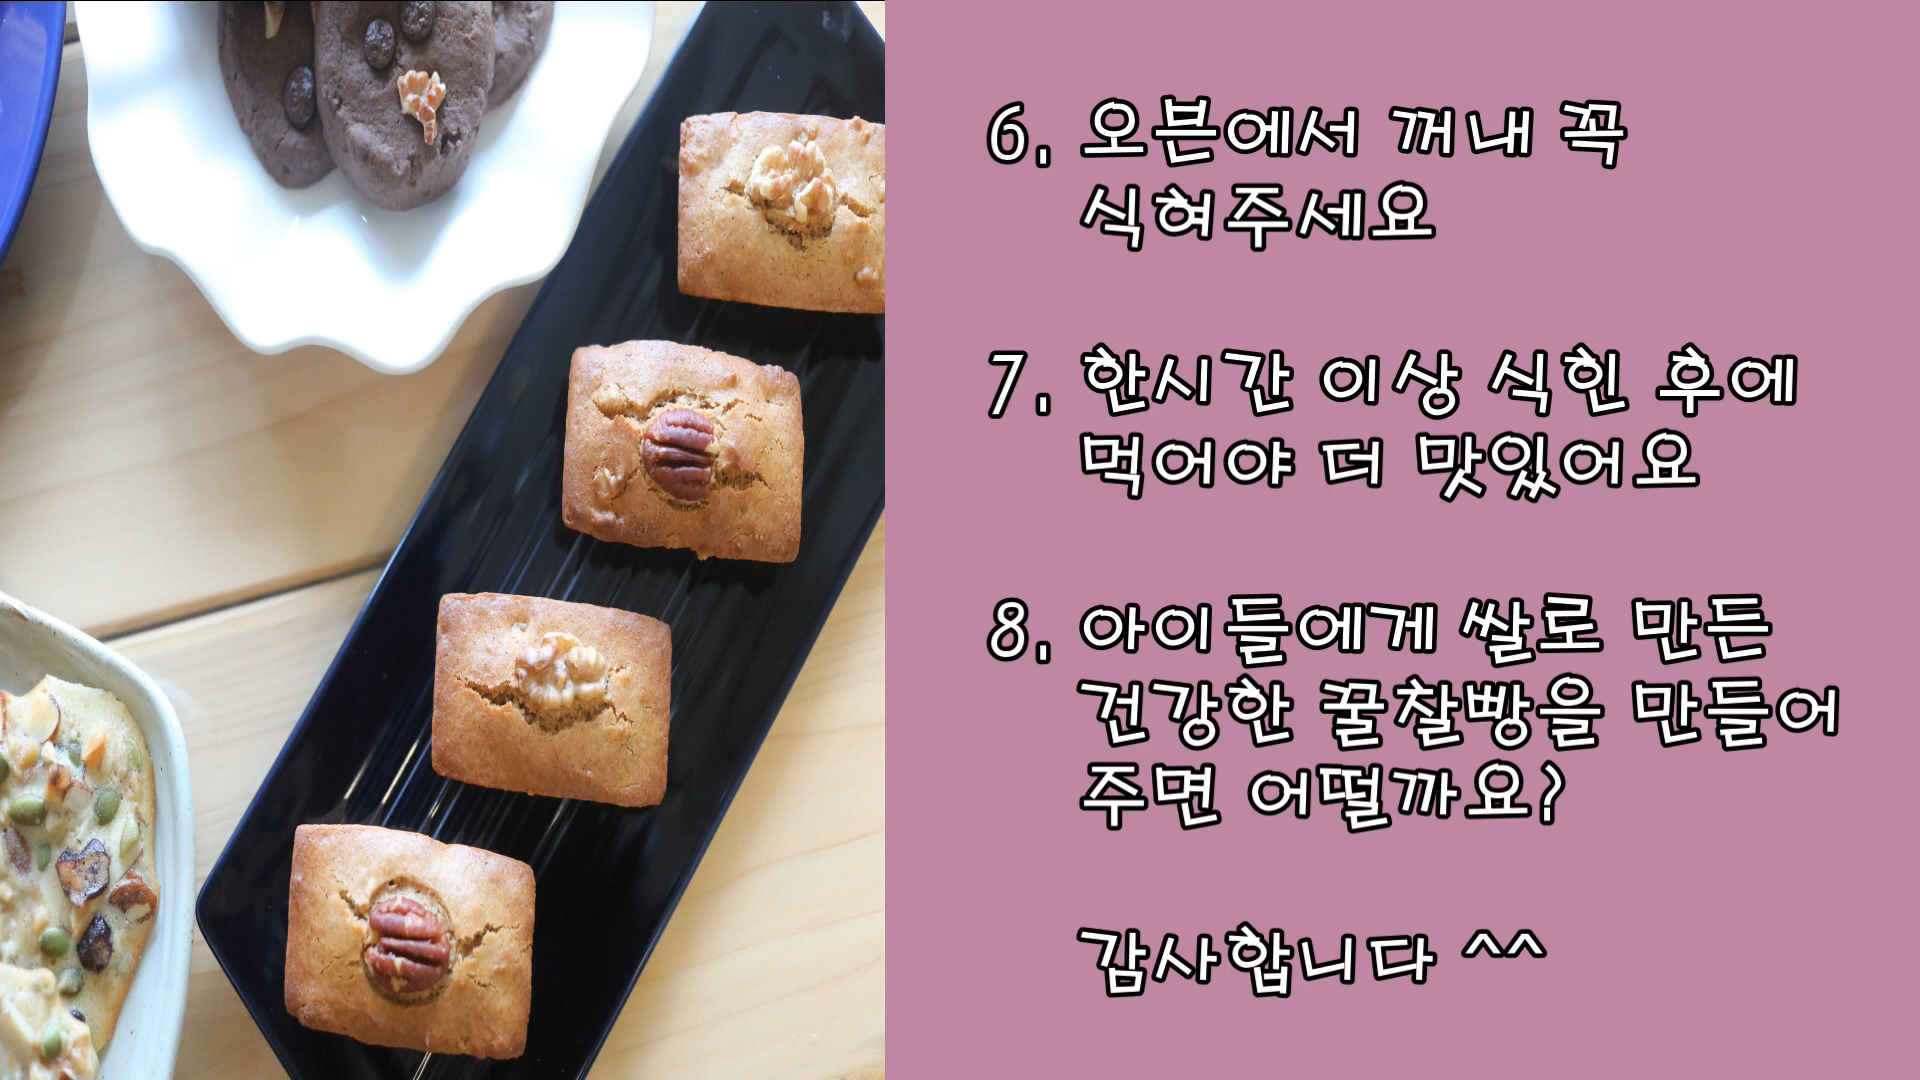 6. 오븐에서 꺼내 꼭
식혀주세요
7. 한시간 이상 식힌 후에
먹어야 더 맛있어요
8. 아이들에게 쌀로 만든
건강한 꿀찰빵을 만들어
주면 어떨까요?
감사합니다 ^^